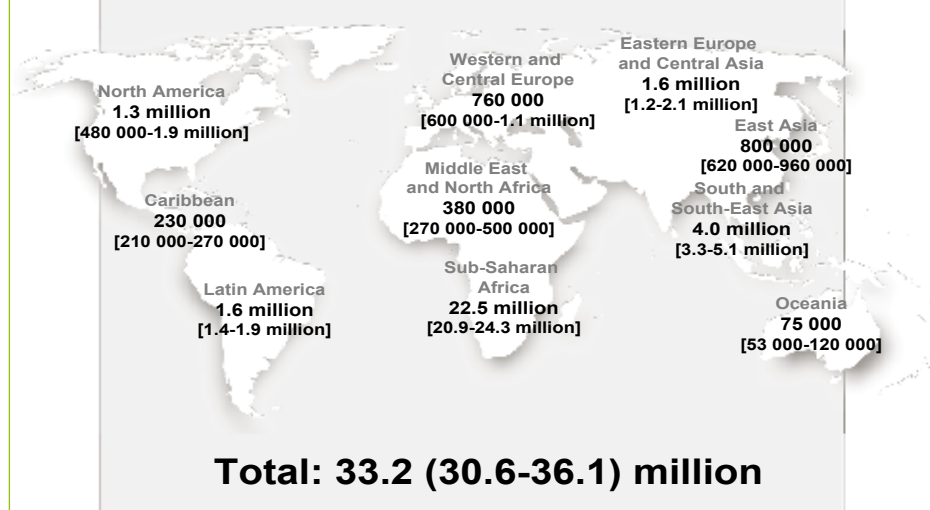 North America
1.3 million
[480 000-1.9 million]
Caribbean
230 000
[210 000-270 000]
Latin America
1.6 million
[1.4-1.9 million]
Western and
Central Europe
760 000
[600 000-1.1 million]
Middle East
and North Africa
380 000
[270 000-500 000]
Sub-Saharan
Africa
22.5 million
[20.9-24.3 million]
Eastern Europe
and Central Asia
1.6 million
[1.2-2.1 million]
East Asia
800 000
[620 000-960 000]
South and
South-East Asia
4.0 million
[3.3-5.1 million]
Oceania
75 000
[53 000-120 000]
Total: 33.2 (30.6-36.1) million